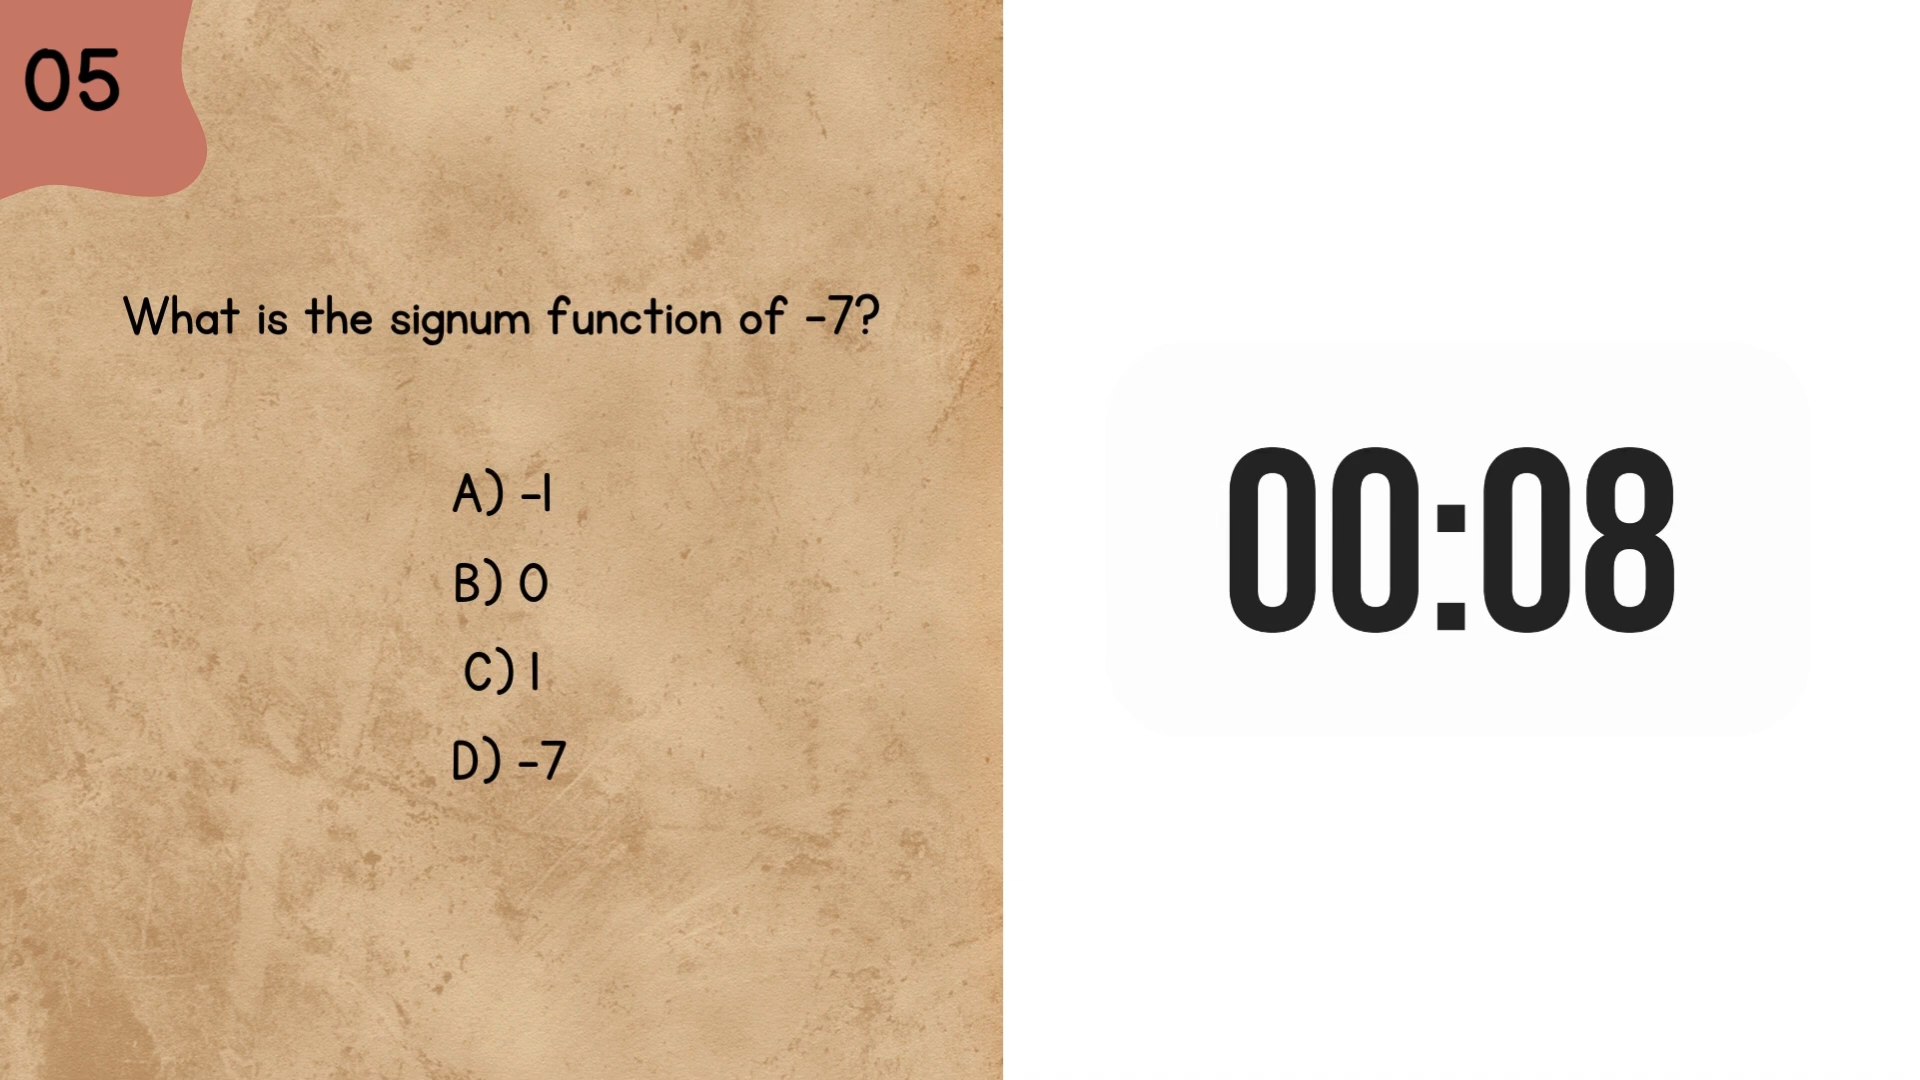 05
What is the signum function of -7?
A) -1
B) 0
C) 1
D) -7
00:08